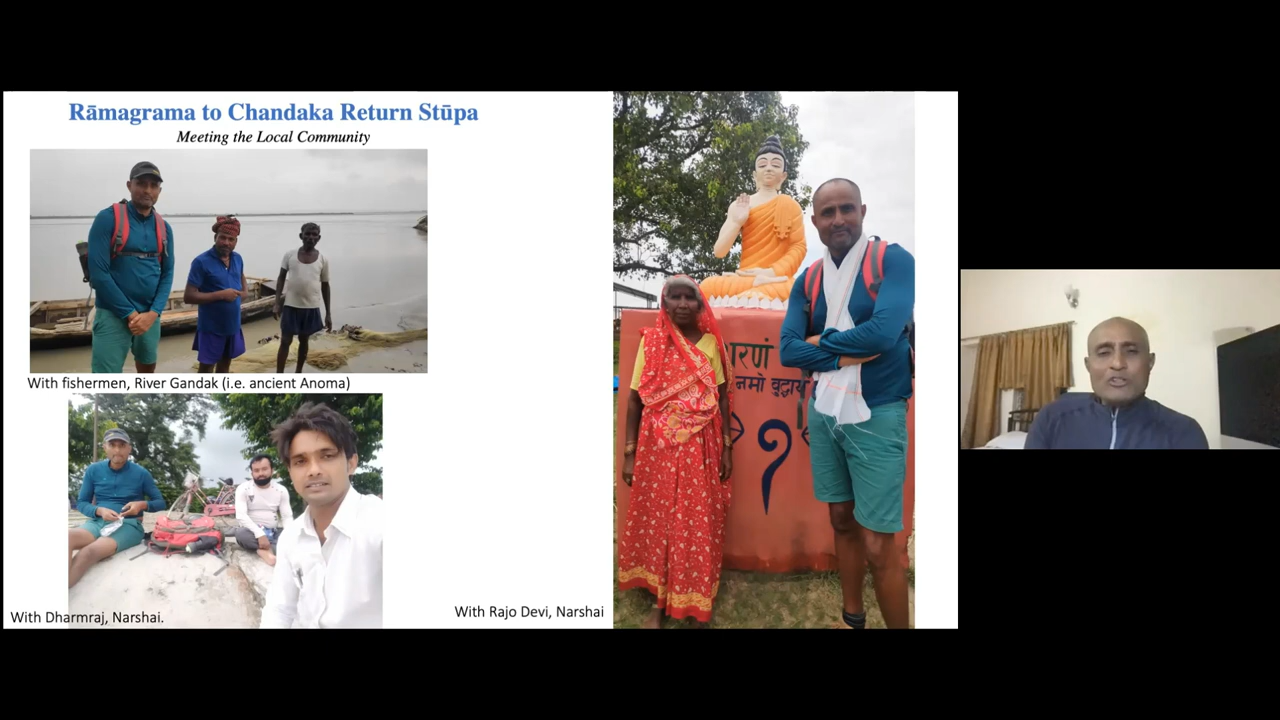 Rāmagrama to Chandaka Return Stūpa
Meeting the Local Community
With fishermen, River Gandak (i.e. ancient Anoma)
With Dharmraj, Narshai.
With Rajo Devi, Narshai
नमो बुद्धाय